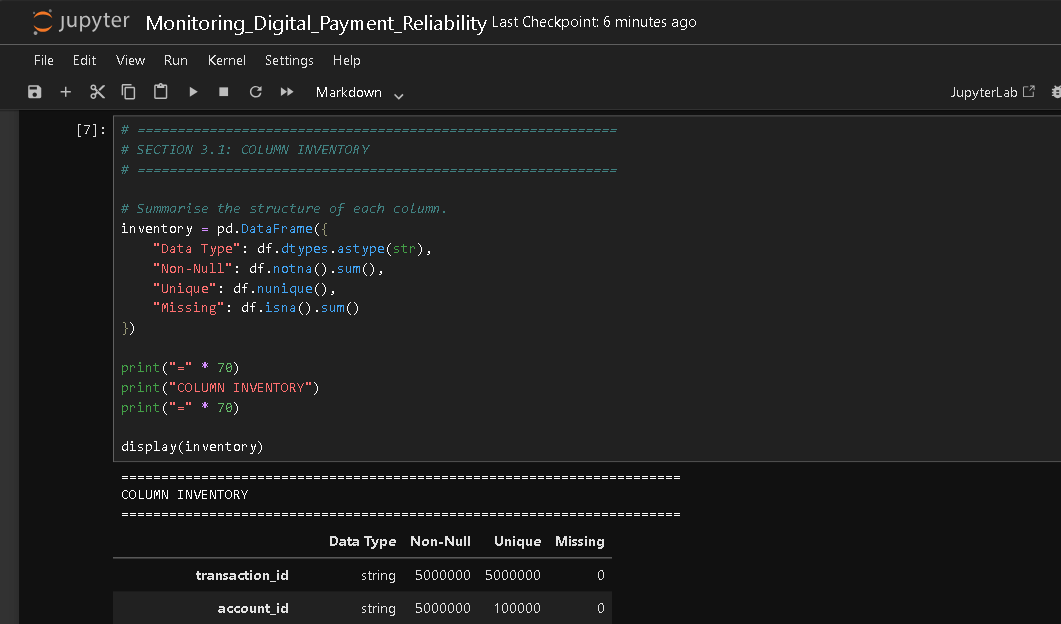 jupyter Monitoring_Digital_Payment_Reliability Last Checkpoint: 6 minutes ago
File Edit View Run Kernel Settings Help
Markdown JupyterLab
[7]: # ============================================================
# SECTION 3.1: COLUMN INVENTORY
# ============================================================
# Summarise the structure of each column.
inventory = pd.DataFrame({
    "Data Type": df.dtypes.astype(str),
    "Non-Null": df.notna().sum(),
    "Unique": df.nunique(),
    "Missing": df.isna().sum()
})
print("=" * 70)
print("COLUMN INVENTORY")
print("=" * 70)
display(inventory)
======================================================================
COLUMN INVENTORY
======================================================================
Data Type Non-Null Unique Missing
transaction_id string 5000000 5000000 0
account_id string 5000000 100000 0